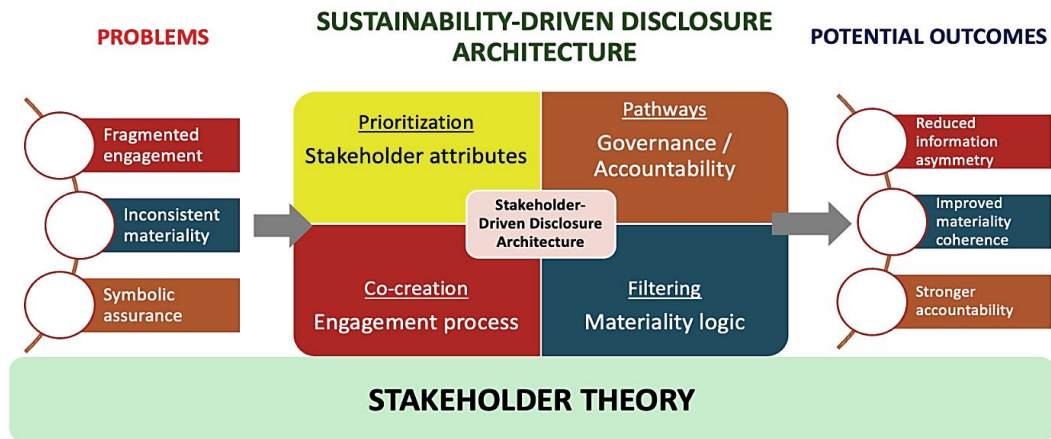 PROBLEMS
SUSTAINABILITY-DRIVEN DISCLOSURE
ARCHITECTURE
POTENTIAL OUTCOMES
Fragmented
engagement
Inconsistent
materiality
Symbolic
assurance
Prioritization
Stakeholder attributes
Pathways
Governance /
Accountability
Stakeholder-
Driven Disclosure
Architecture
Co-creation
Engagement process
Filtering
Materiality logic
Reduced
information
asymmetry
Improved
materiality
coherence
Stronger
accountability
STAKEHOLDER THEORY